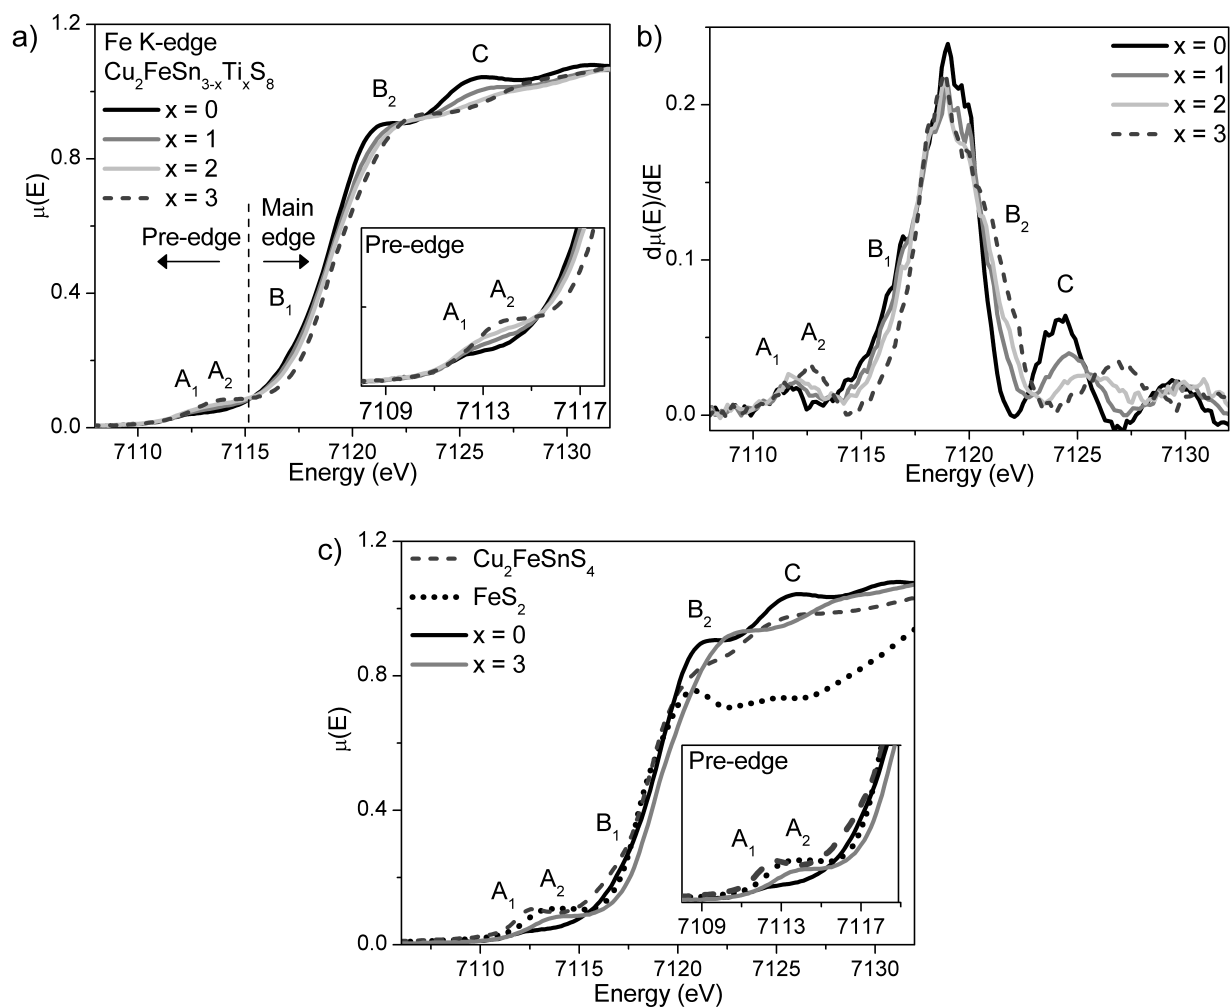 a)
1.2
0.8
0.4
0.0
μ(E)
Fe K-edge
Cu₂FeSn₃₋ₓTiₓS₈
x = 0
x = 1
x = 2
x = 3
Pre-edge
Main
edge
A₁
A₂
B₁
B₂
C
Pre-edge
A₁
A₂
7109
7113
7117
7110
7115
7120
7125
7130
Energy (eV)
b)
0.2
0.1
0.0
dμ(E)/dE
x = 0
x = 1
x = 2
x = 3
A₁
A₂
B₁
B₂
C
7110
7115
7120
7125
7130
Energy (eV)
c)
1.2
0.8
0.4
0.0
μ(E)
Cu₂FeSnS₄
FeS₂
x = 0
x = 3
A₁
A₂
B₁
B₂
C
Pre-edge
A₁
A₂
7109
7113
7117
7110
7115
7120
7125
7130
Energy (eV)